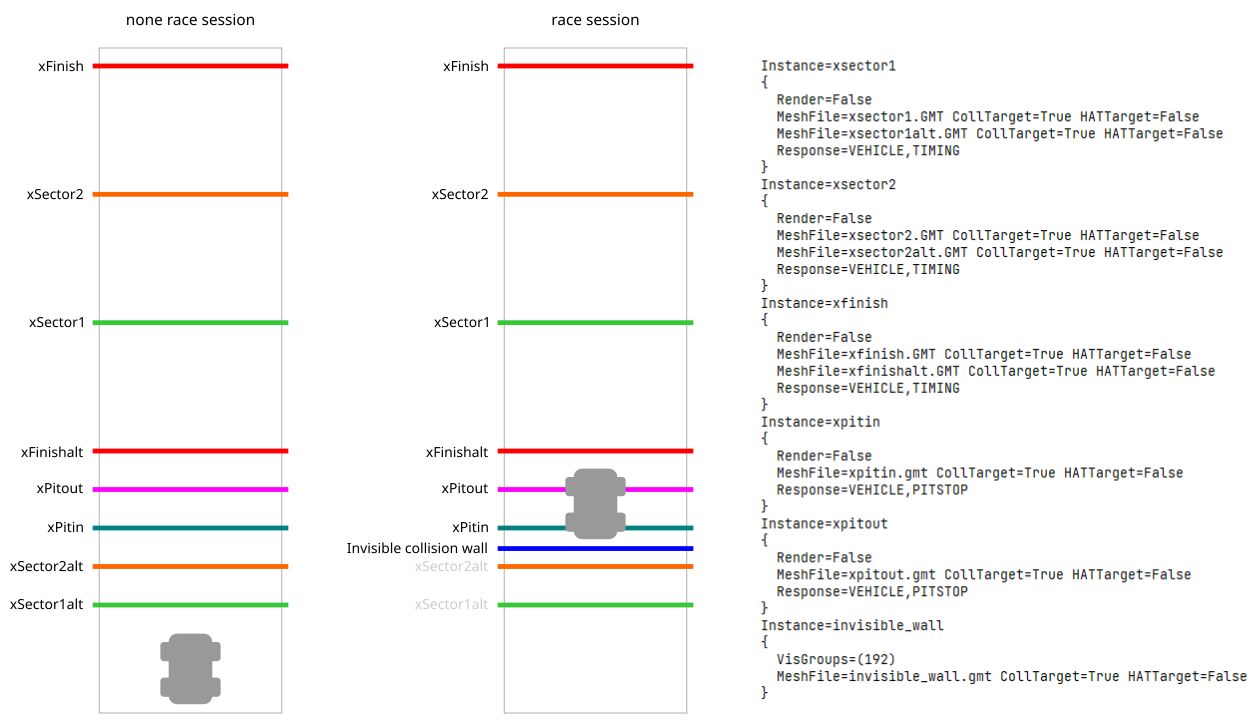 none race session
xFinish
xSector2
xSector1
xFinishalt
xPitout
xPitin
xSector2alt
xSector1alt
race session
xFinish
xSector2
xSector1
xFinishalt
xPitout
xPitin
Invisible collision wall
xSector2alt
xSector1alt
Instance=xsector1
{
Render=False
MeshFile=xsector1.GMT CollTarget=True HATTarget=False
MeshFile=xsector1alt.GMT CollTarget=True HATTarget=False
Response=VEHICLE,TIMING
}
Instance=xsector2
{
Render=False
MeshFile=xsector2.GMT CollTarget=True HATTarget=False
MeshFile=xsector2alt.GMT CollTarget=True HATTarget=False
Response=VEHICLE,TIMING
}
Instance=xfinish
{
Render=False
MeshFile=xfinish.GMT CollTarget=True HATTarget=False
MeshFile=xfinishalt.GMT CollTarget=True HATTarget=False
Response=VEHICLE,TIMING
}
Instance=xpitin
{
Render=False
MeshFile=xpitin.gmt CollTarget=True HATTarget=False
Response=VEHICLE,PITSTOP
}
Instance=xpitout
{
Render=False
MeshFile=xpitout.gmt CollTarget=True HATTarget=False
Response=VEHICLE,PITSTOP
}
Instance=invisible_wall
{
VisGroups=(192)
MeshFile=invisible_wall.gmt CollTarget=True HATTarget=False
}